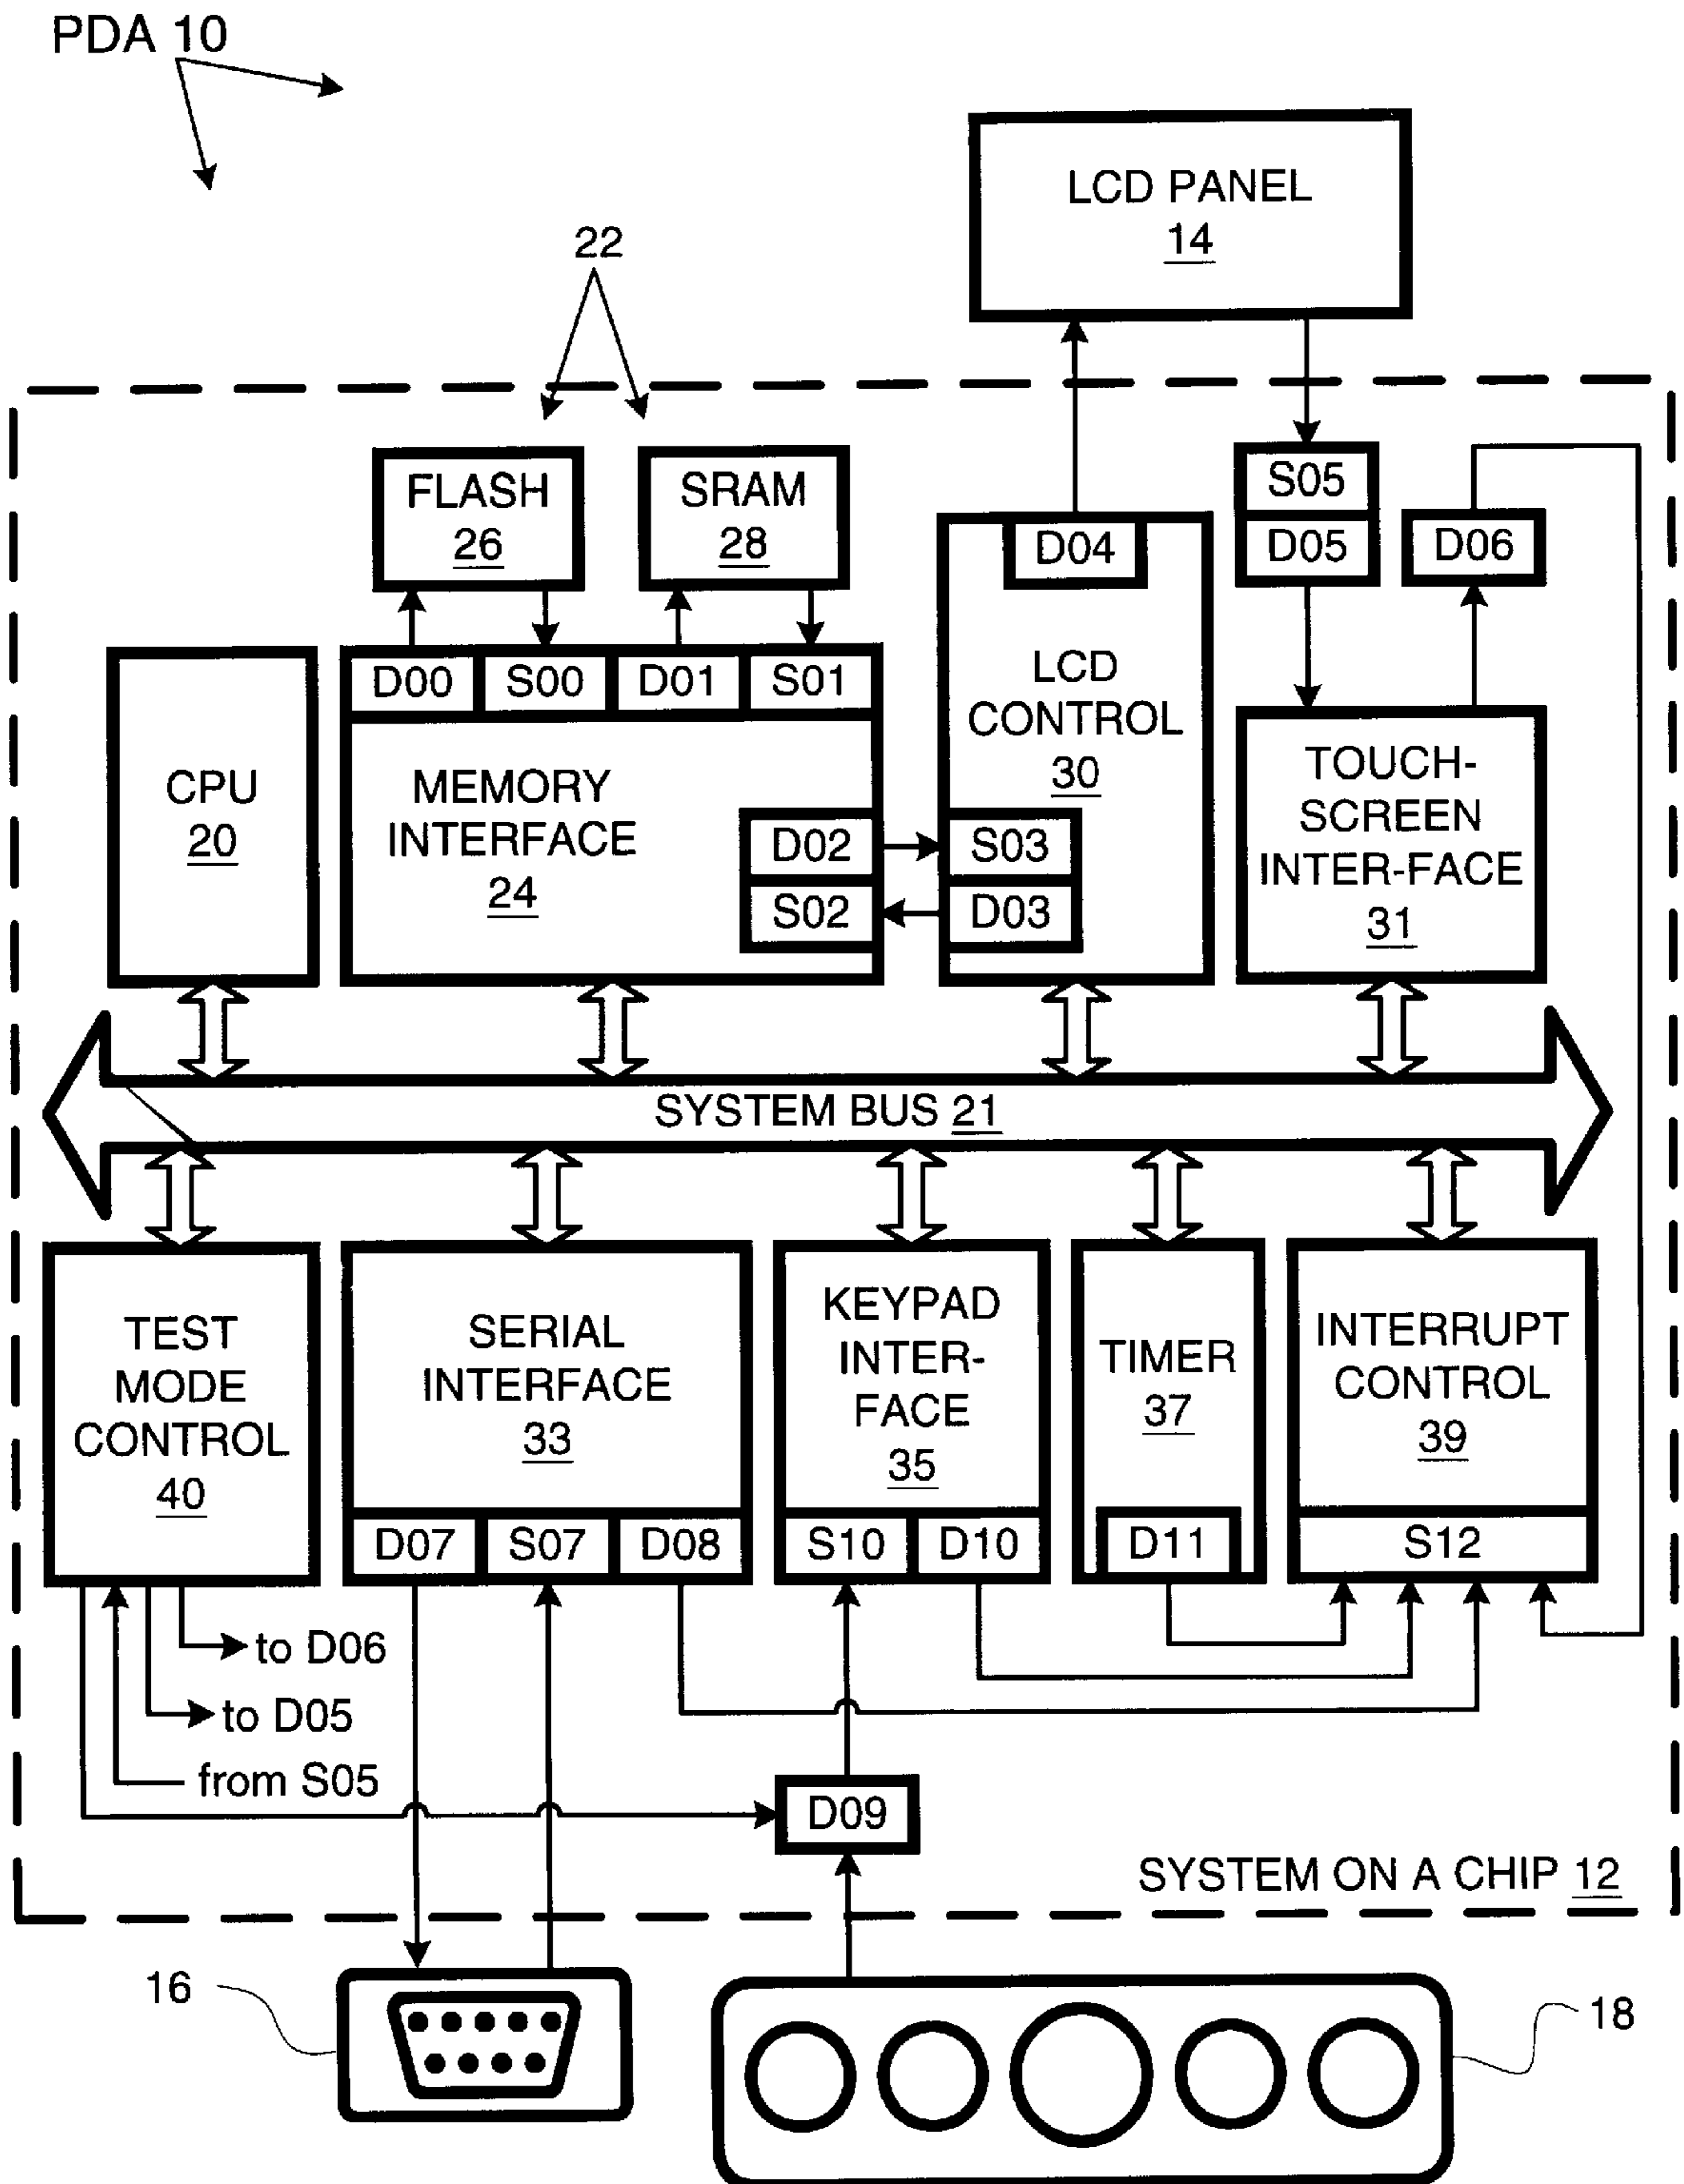 PDA 10
LCD PANEL
14
22
FLASH
26
SRAM
28
S05
D05
D06
D04
D00
S00
D01
S01
CPU
20
MEMORY
INTERFACE
24
D02
S02
LCD
CONTROL
30
S03
D03
TOUCH-
SCREEN
INTER-FACE
31
SYSTEM BUS 21
TEST
MODE
CONTROL
40
SERIAL
INTERFACE
33
D07
S07
D08
KEYPAD
INTER-
FACE
35
S10
D10
TIMER
37
D11
INTERRUPT
CONTROL
39
S12
to D06
to D05
from S05
D09
SYSTEM ON A CHIP 12
16
18